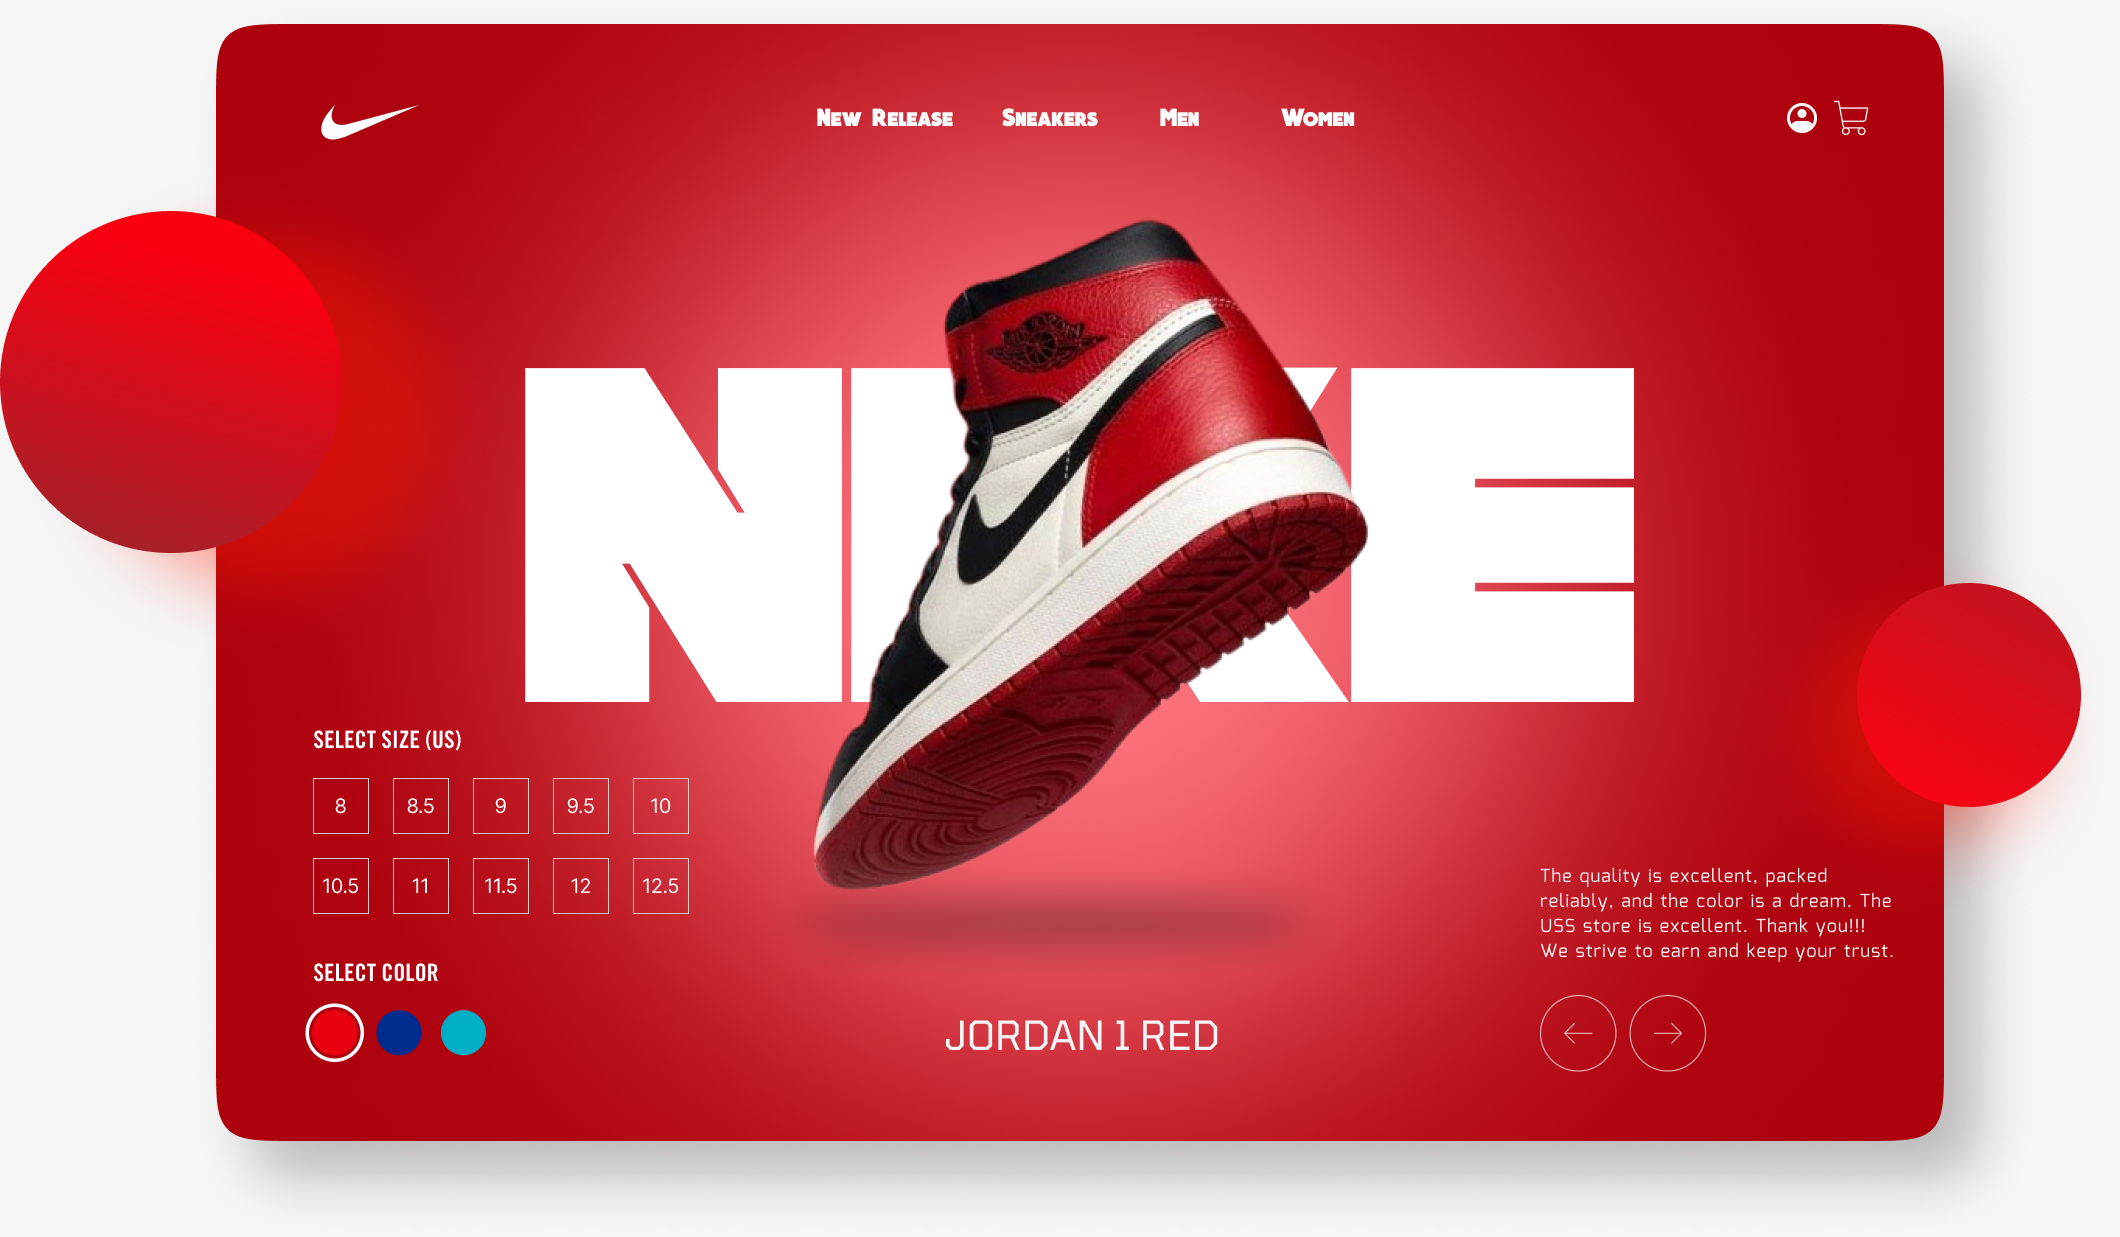 New Release Sneakers Men Women
AIR JORDAN
NIKE
SELECT SIZE (US)
8 8.5 9 9.5 10
10.5 11 11.5 12 12.5
SELECT COLOR
JORDAN 1 RED
The quality is excellent, packed
reliably, and the color is a dream. The
USS store is excellent. Thank you!!!
We strive to earn and keep your trust.